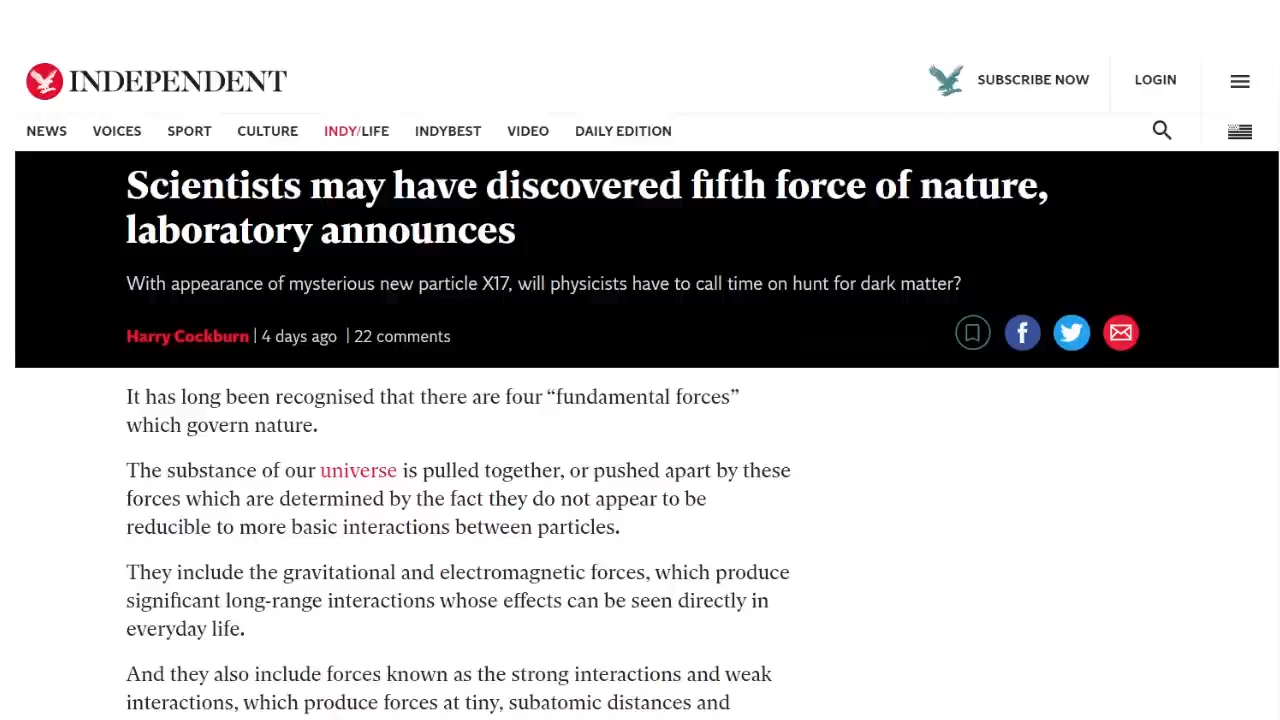 INDEPENDENT
SUBSCRIBE NOW
LOGIN
NEWS VOICES SPORT CULTURE INDY/LIFE INDYBEST VIDEO DAILY EDITION
Scientists may have discovered fifth force of nature,
laboratory announces
With appearance of mysterious new particle X17, will physicists have to call time on hunt for dark matter?
Harry Cockburn | 4 days ago | 22 comments
It has long been recognised that there are four “fundamental forces”
which govern nature.
The substance of our universe is pulled together, or pushed apart by these
forces which are determined by the fact they do not appear to be
reducible to more basic interactions between particles.
They include the gravitational and electromagnetic forces, which produce
significant long-range interactions whose effects can be seen directly in
everyday life.
And they also include forces known as the strong interactions and weak
interactions, which produce forces at tiny, subatomic distances and